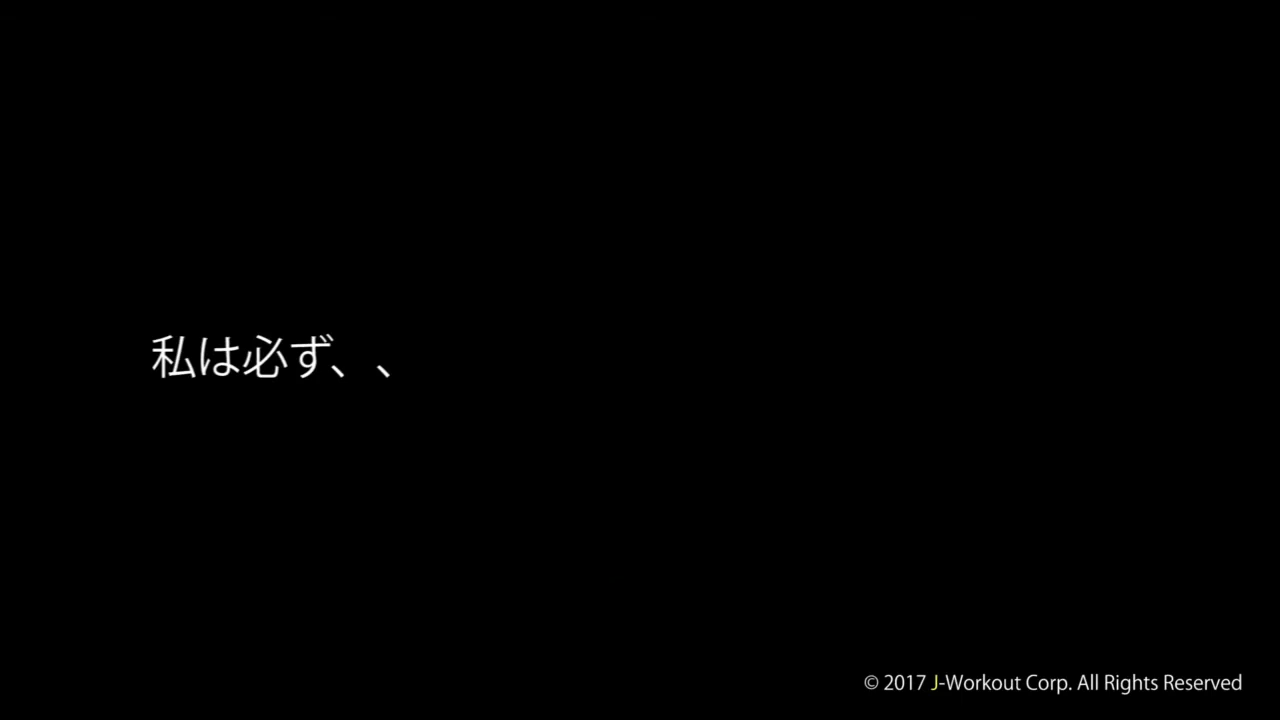 私は必ず、、
© 2017 J-Workout Corp. All Rights Reserved